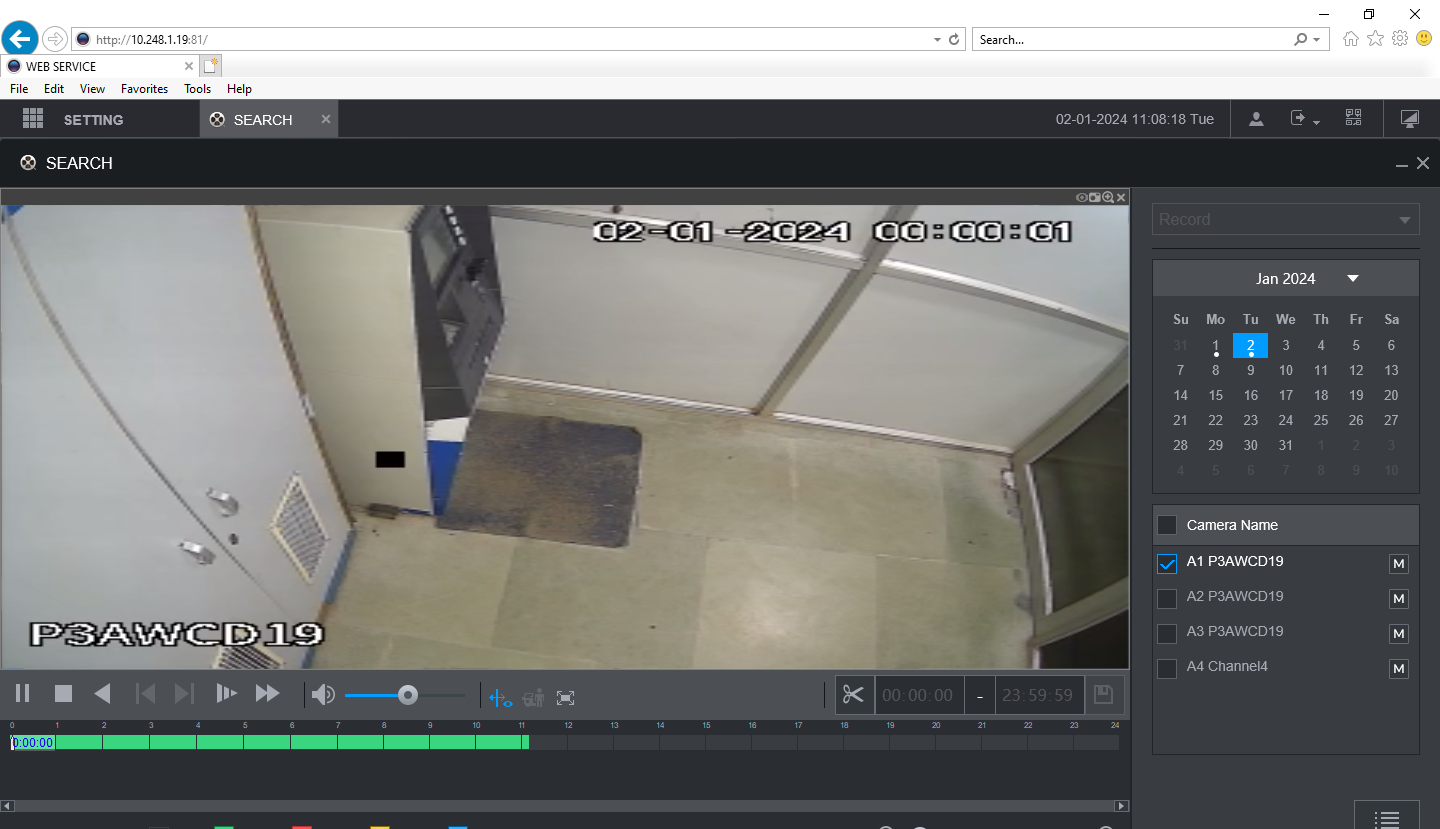 http://10.248.1.19:81/
Search...
WEB SERVICE
File Edit View Favorites Tools Help
SETTING
SEARCH
02-01-2024 11:08:18 Tue
SEARCH
02-01-2024 00:00:01
P3AWCD19
Record
Jan 2024
Su Mo Tu We Th Fr Sa
31 1 2 3 4 5 6
7 8 9 10 11 12 13
14 15 16 17 18 19 20
21 22 23 24 25 26 27
28 29 30 31 1 2 3
4 5 6 7 8 9 10
Camera Name
A1 P3AWCD19 M
A2 P3AWCD19 M
A3 P3AWCD19 M
A4 Channel4 M
00:00:00 - 23:59:59
0 1 2 3 4 5 6 7 8 9 10 11 12 13 14 15 16 17 18 19 20 21 22 23 24
0:00:00